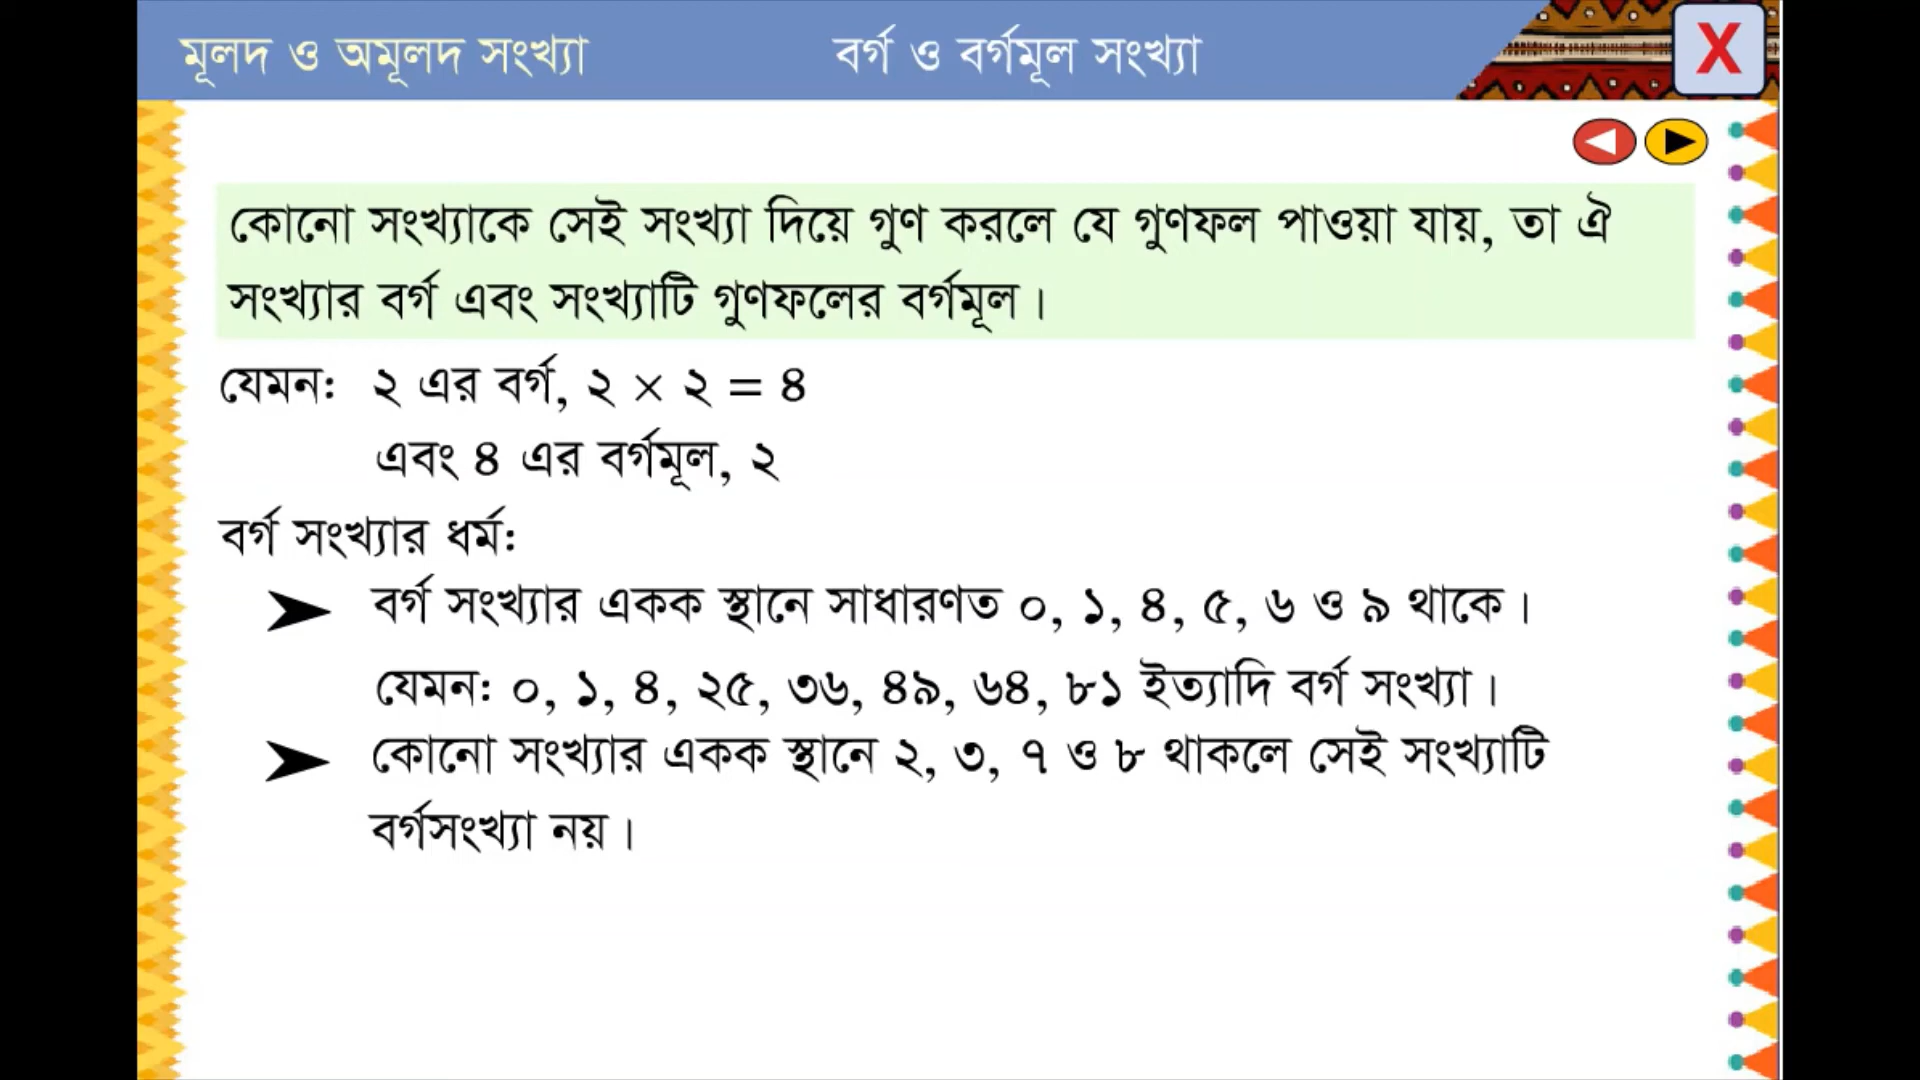 মূলদ ও অমূলদ সংখ্যা
বর্গ ও বর্গমূল সংখ্যা
X
কোনো সংখ্যাকে সেই সংখ্যা দিয়ে গুণ করলে যে গুণফল পাওয়া যায়, তা ঐ
সংখ্যার বর্গ এবং সংখ্যাটি গুণফলের বর্গমূল।
যেমনঃ ২ এর বর্গ, ২ × ২ = ৪
এবং ৪ এর বর্গমূল, ২
বর্গ সংখ্যার ধর্মঃ
বর্গ সংখ্যার একক স্থানে সাধারণত ০, ১, ৪, ৫, ৬ ও ৯ থাকে।
যেমনঃ ০, ১, ৪, ২৫, ৩৬, ৪৯, ৬৪, ৮১ ইত্যাদি বর্গ সংখ্যা।
কোনো সংখ্যার একক স্থানে ২, ৩, ৭ ও ৮ থাকলে সেই সংখ্যাটি
বর্গসংখ্যা নয়।